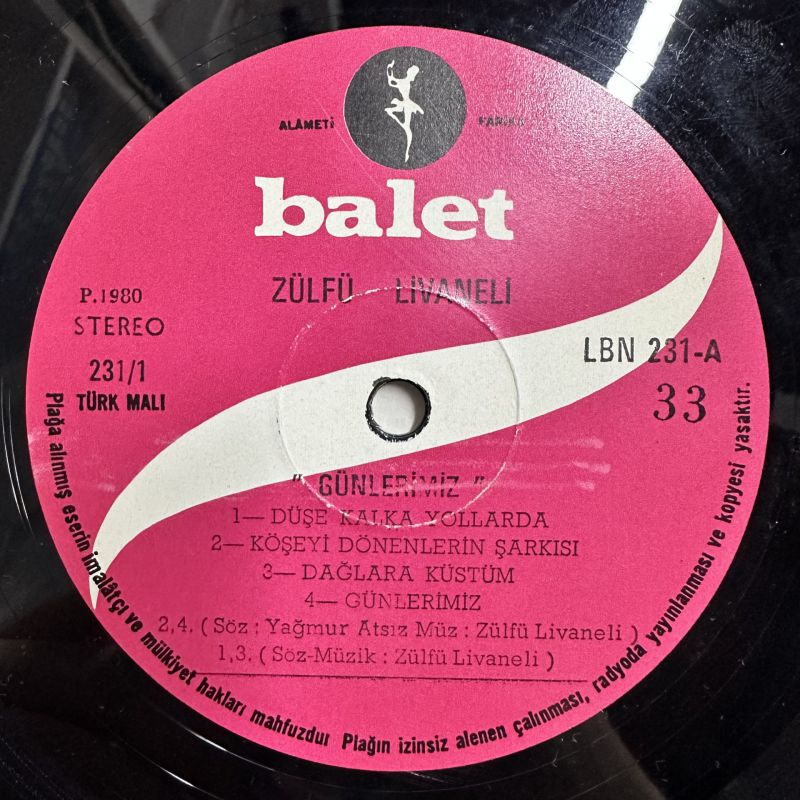 ALÂMETİ FARİKA
balet
ZÜLFÜ LİVANELİ
P.1980
STEREO
231/1
TÜRK MALI
LBN 231-A
33
" GÜNLERİMİZ "
1— DÜŞE KALKA YOLLARDA
2— KÖŞEYİ DÖNENLERİN ŞARKISI
3— DAĞLARA KÜSTÜM
4— GÜNLERİMİZ
2,4. ( Söz : Yağmur Atsız Müz : Zülfü Livaneli )
1,3. ( Söz-Müzik : Zülfü Livaneli )
Plağa alınmış eserin imalâtçı ve mülkiyet hakları mahfuzdur Plağın izinsiz alenen çalınması, radyoda yayınlanması ve kopyesi yasaktır.